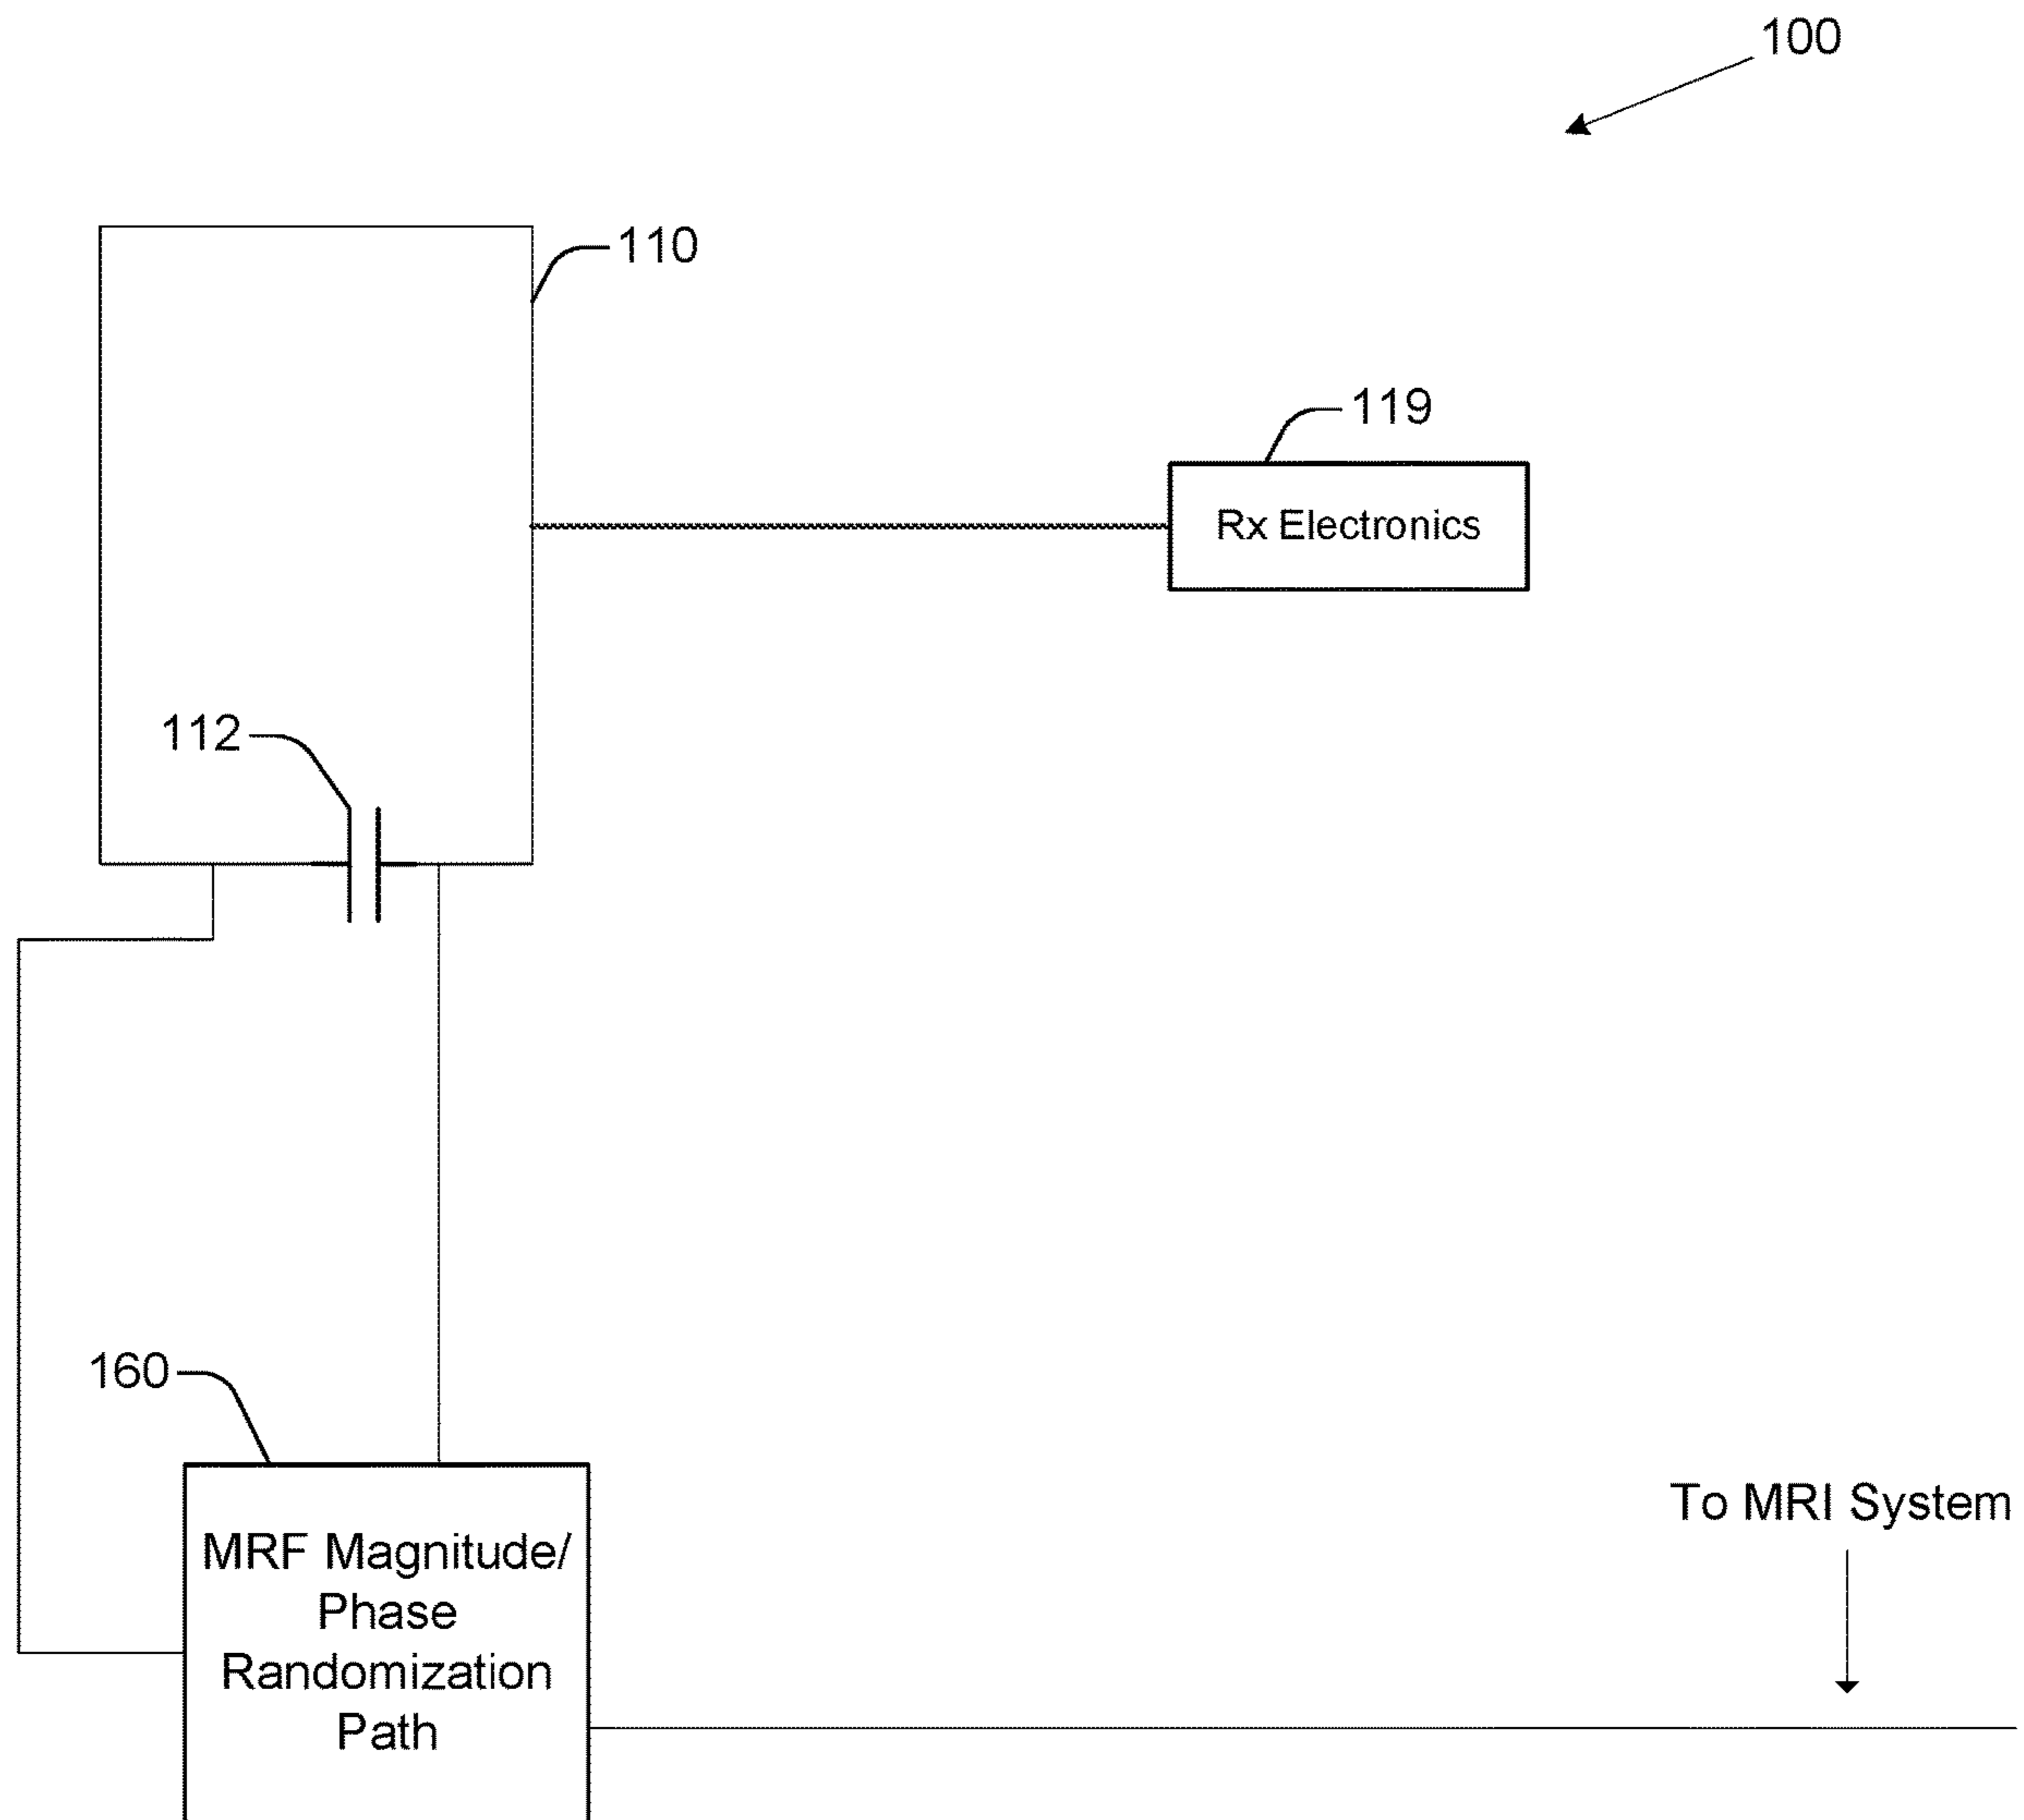 100
110
119
Rx Electronics
112
160
To MRI System
MRF Magnitude/
Phase
Randomization
Path